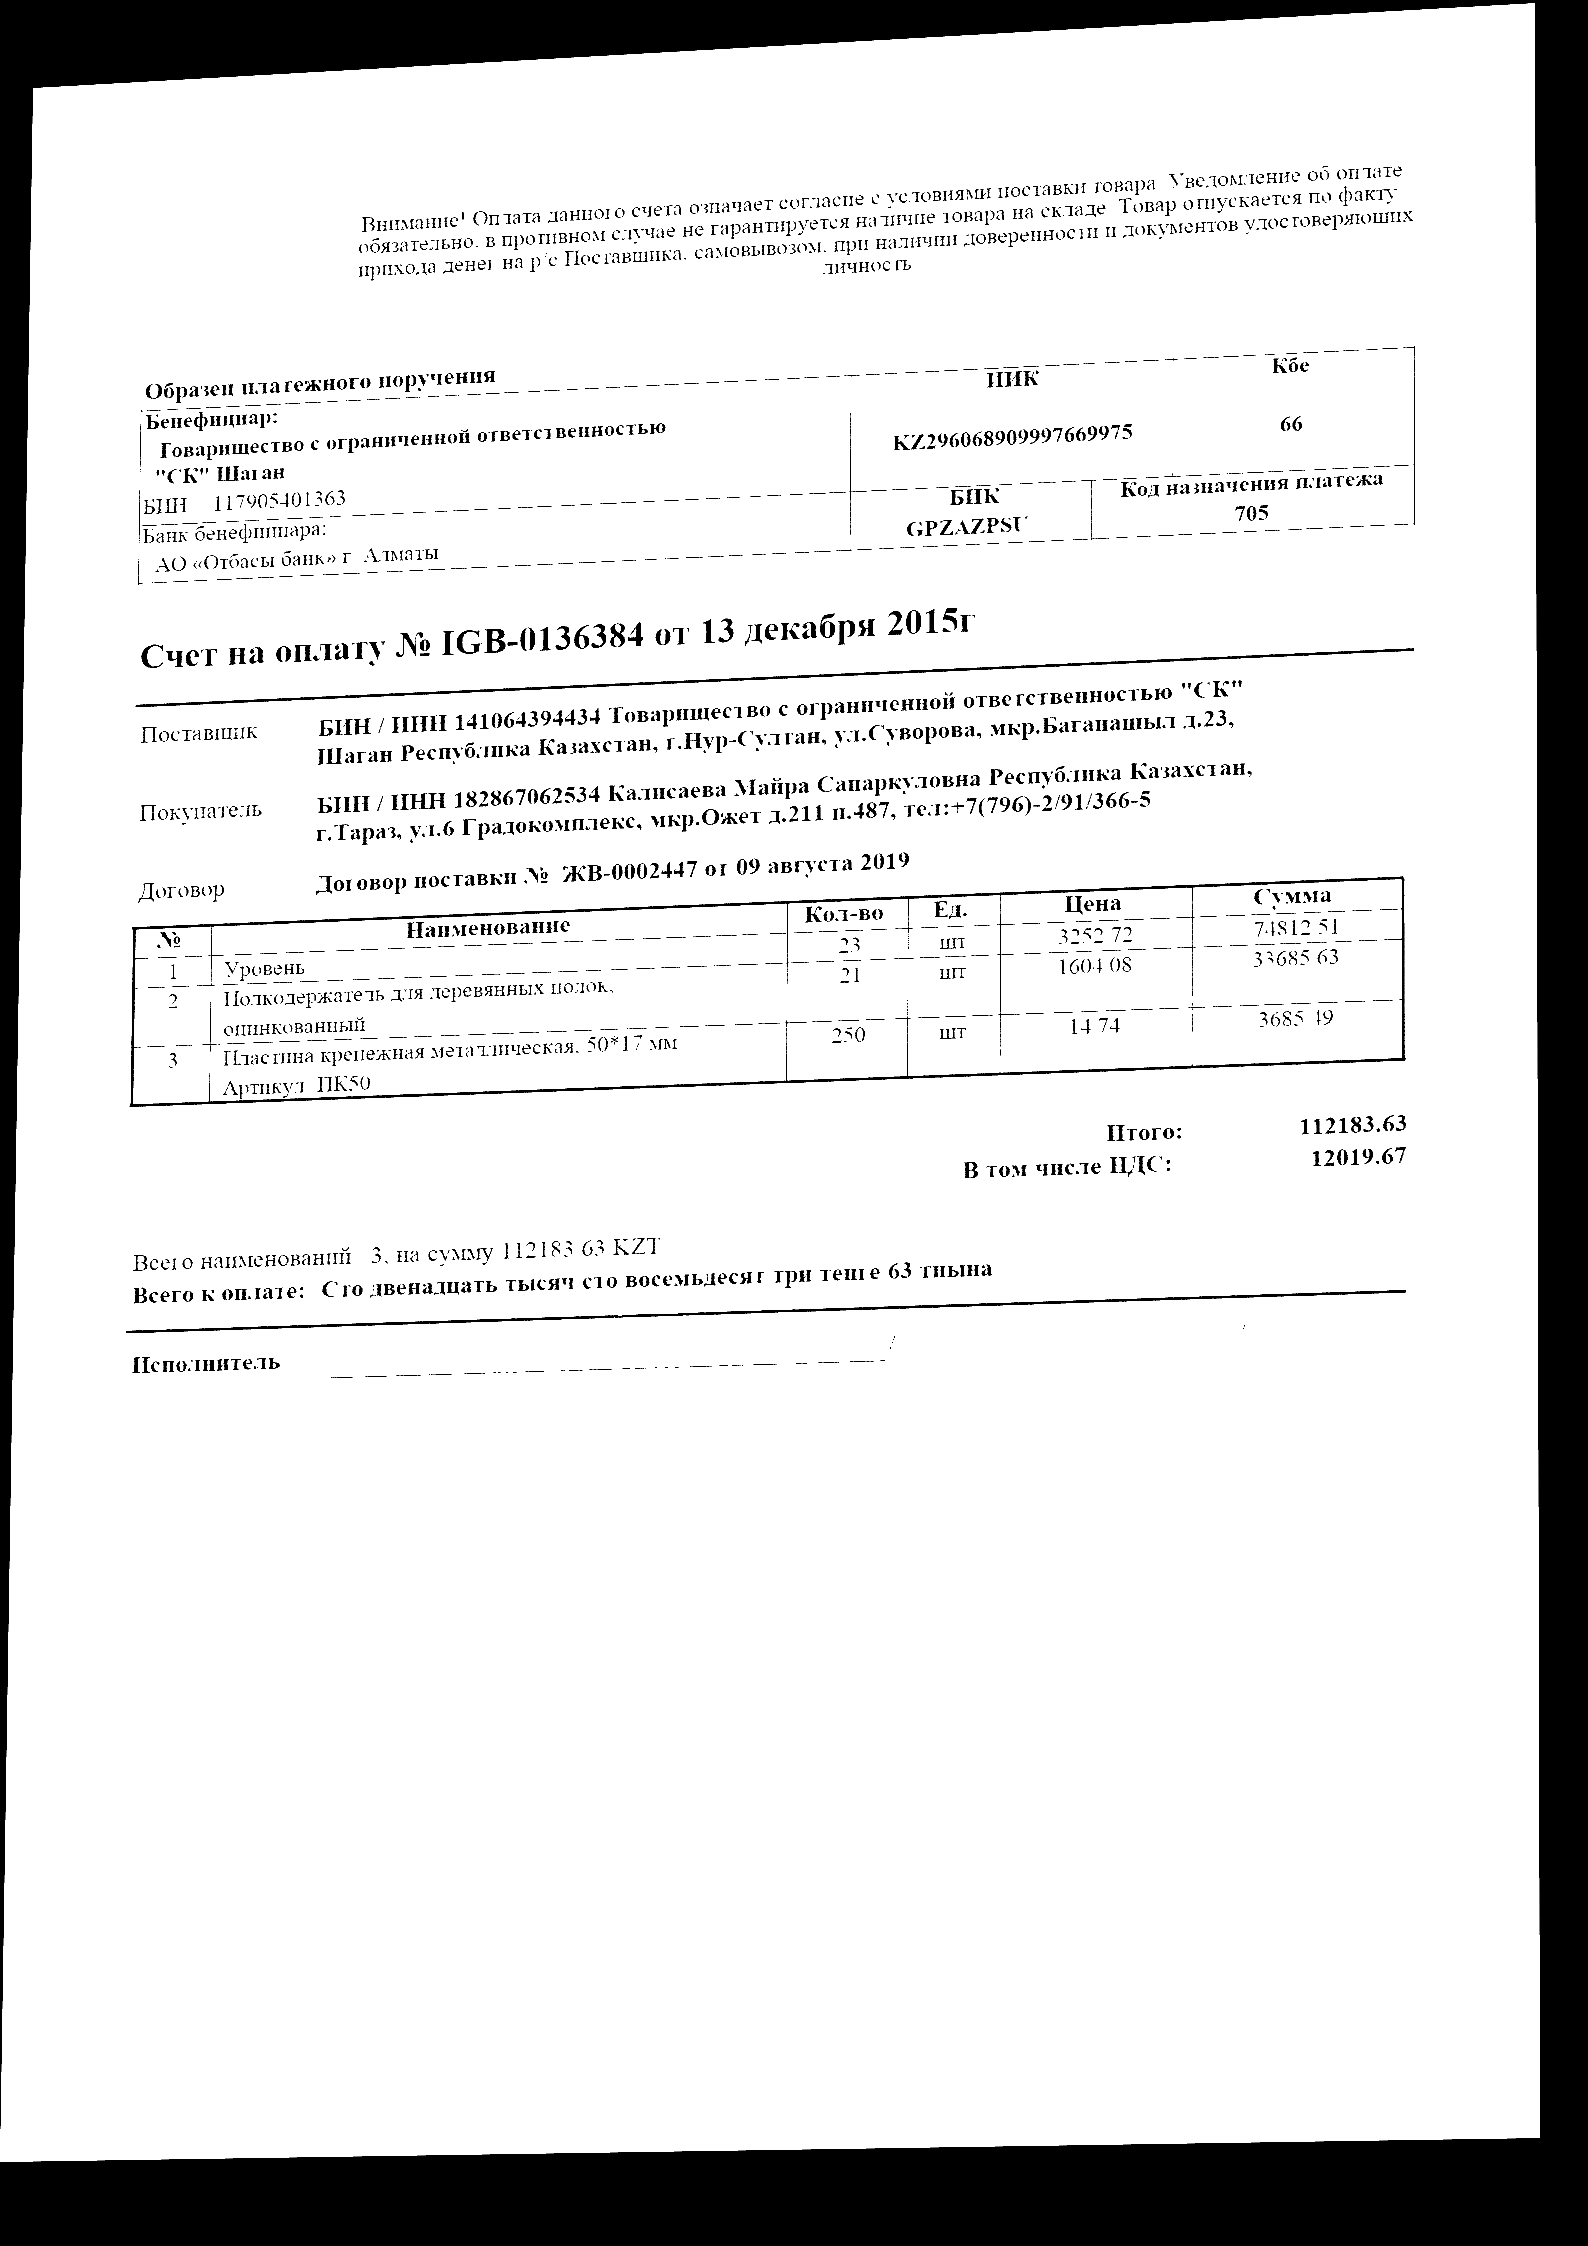 Внимание! Оплата данного счета означает согласие с условиями поставки товара. Уведомление об оплате
обязательно, в противном случае не гарантируется наличие товара на складе. Товар отпускается по факту
прихода денег на р/с Поставщика, самовывозом, при наличии доверенности и документов удостоверяющих
личность
Образец платежного поручения ИИК Кбе
Бенефициар:
Товарищество с ограниченной ответственностью KZ296068909997669975 66
"СК" Шаган
БИН 117905401363 БИК Код назначения платежа
Банк бенефициара: GPZAZPSU 705
АО «Отбасы банк» г. Алматы
Счет на оплату № IGB-0136384 от 13 декабря 2015г
Поставщик БИН / ИИН 141064394434 Товарищество с ограниченной ответственностью "СК"
Шаган Республика Казахстан, г.Нур-Султан, ул.Суворова, мкр.Баганашыл д.23,
Покупатель БИН / ИНН 182867062534 Калисаева Майра Сапаркуловна Республика Казахстан,
г.Тараз, ул.6 Градокомплекс, мкр.Ожет д.211 п.487, тел:+7(796)-2/91/366-5
Договор Договор поставки № ЖВ-0002447 от 09 августа 2019
№ Наименование Кол-во Ед. Цена Сумма
1 Уровень 23 шт 3252.72 74812.51
2 Полкодержатель для деревянных полок, 21 шт 1604.08 33685.63
оцинкованный
3 Пластина крепежная металлическая, 50*17 мм 250 шт 14.74 3685.49
Артикул ПК50
Итого: 112183.63
В том числе НДС: 12019.67
Всего наименований 3, на сумму 112183.63 KZT
Всего к оплате: Сто двенадцать тысяч сто восемьдесят три тенге 63 тиына
Исполнитель / /